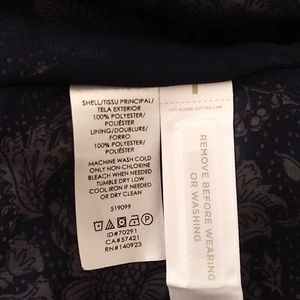 SHELL/TISSU PRINCIPAL/
TELA EXTERIOR
100% POLYESTER/
POLIÉSTER
LINING/DOUBLURE/
FORRO
100% POLYESTER/
POLIÉSTER
MACHINE WASH COLD
ONLY NON-CHLORINE
BLEACH WHEN NEEDED
TUMBLE DRY LOW
COOL IRON IF NEEDED
OR DRY CLEAN
519099
ID#70291
CA#57421
RN#140923
CUT ALONG DOTTED LINE
REMOVE BEFORE WEARING
OR WASHING